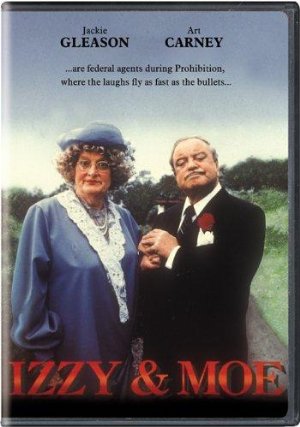 Jackie Art
GLEASON CARNEY
...are federal agents during Prohibition,
where the laughs fly as fast as the bullets...
IZZY & MOE